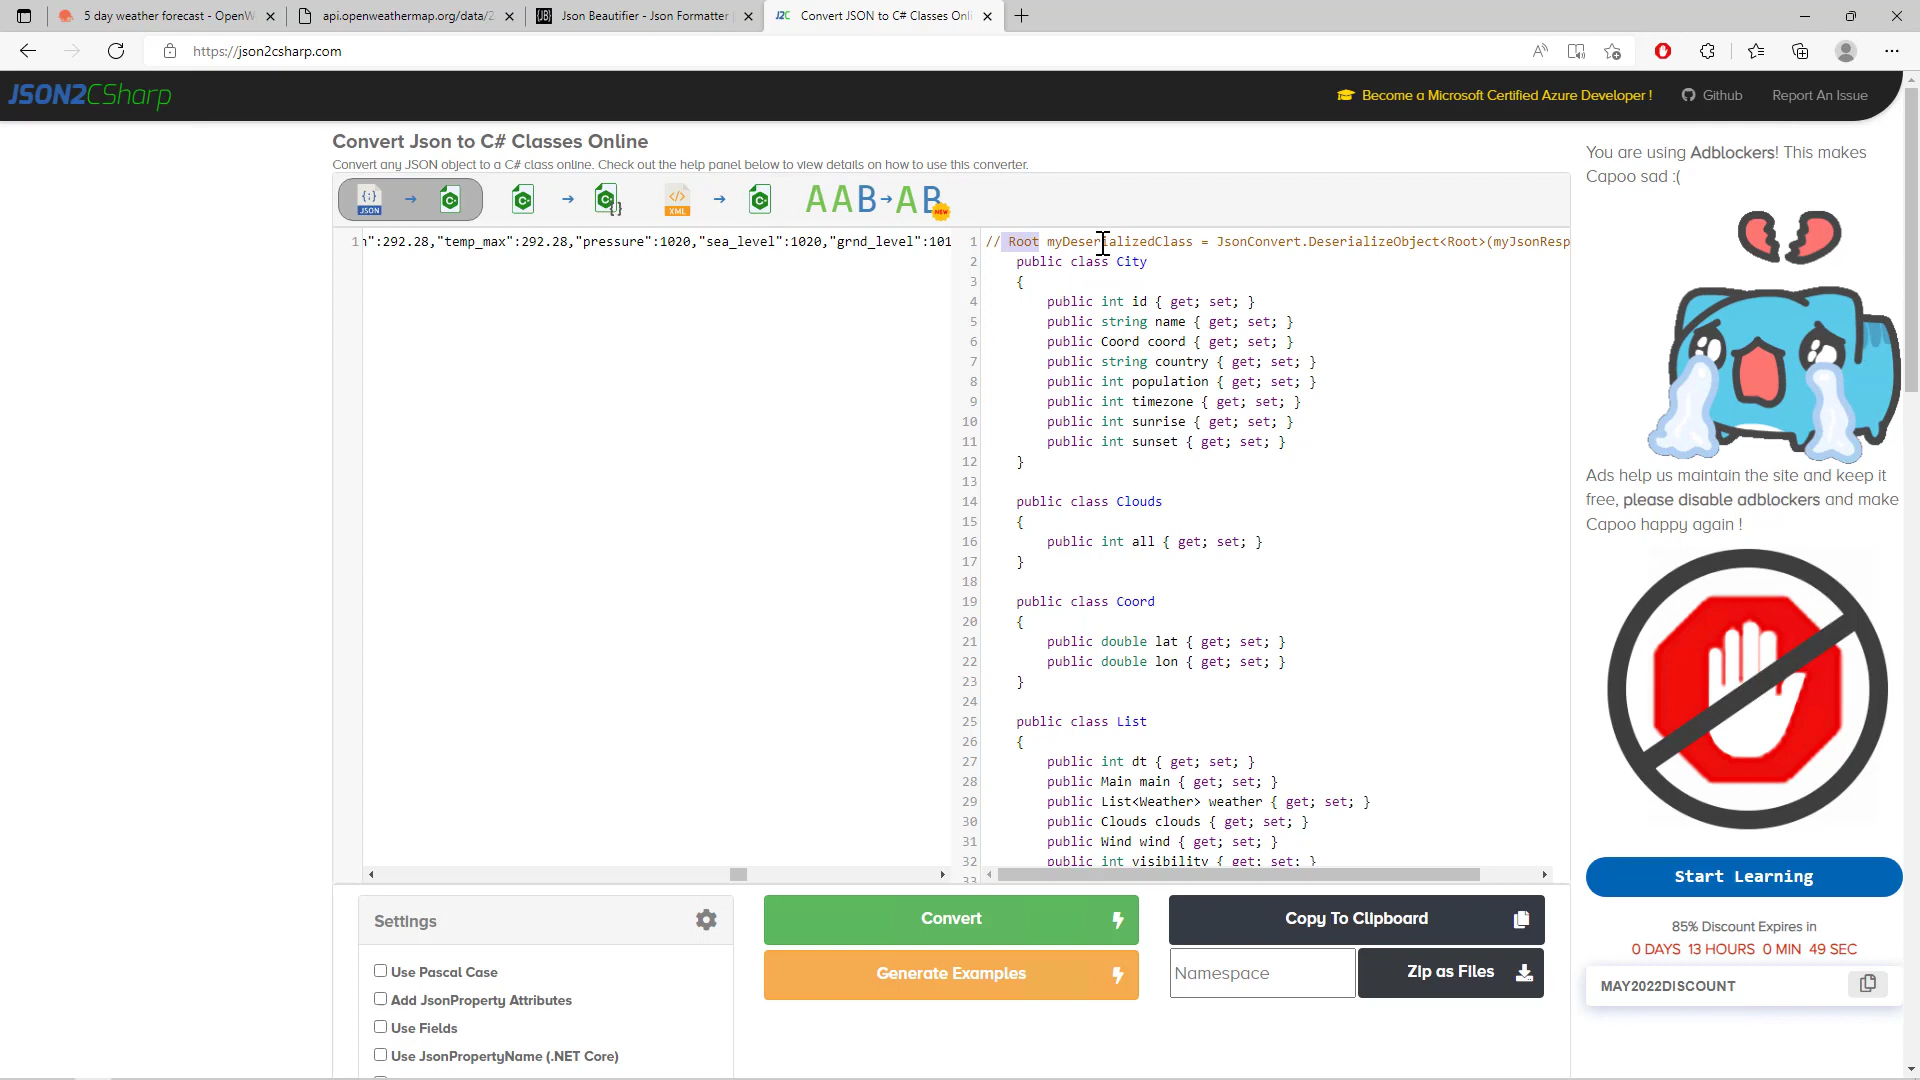 5 day weather forecast - OpenW
api.openweathermap.org/data/2
Json Beautifier - Json Formatter
Convert JSON to C# Classes Onli
https://json2csharp.com
JSON2CSharp
Become a Microsoft Certified Azure Developer !
Github
Report An Issue
Convert Json to C# Classes Online
Convert any JSON object to a C# class online. Check out the help panel below to view details on how to use this converter.
JSON
XML
AAB AB
NEW
1 ":292.28,"temp_max":292.28,"pressure":1020,"sea_level":1020,"grnd_level":101
1 // Root myDeserializedClass = JsonConvert.DeserializeObject<Root>(myJsonResp
2 public class City
3 {
4 public int id { get; set; }
5 public string name { get; set; }
6 public Coord coord { get; set; }
7 public string country { get; set; }
8 public int population { get; set; }
9 public int timezone { get; set; }
10 public int sunrise { get; set; }
11 public int sunset { get; set; }
12 }
13
14 public class Clouds
15 {
16 public int all { get; set; }
17 }
18
19 public class Coord
20 {
21 public double lat { get; set; }
22 public double lon { get; set; }
23 }
24
25 public class List
26 {
27 public int dt { get; set; }
28 public Main main { get; set; }
29 public List<Weather> weather { get; set; }
30 public Clouds clouds { get; set; }
31 public Wind wind { get; set; }
32 public int visibility { get; set; }
33
You are using Adblockers! This makes
Capoo sad :(
Ads help us maintain the site and keep it
free, please disable adblockers and make
Capoo happy again !
Start Learning
85% Discount Expires in
0 DAYS 13 HOURS 0 MIN 49 SEC
MAY2022DISCOUNT
Settings
Use Pascal Case
Add JsonProperty Attributes
Use Fields
Use JsonPropertyName (.NET Core)
Convert
Generate Examples
Copy To Clipboard
Namespace
Zip as Files